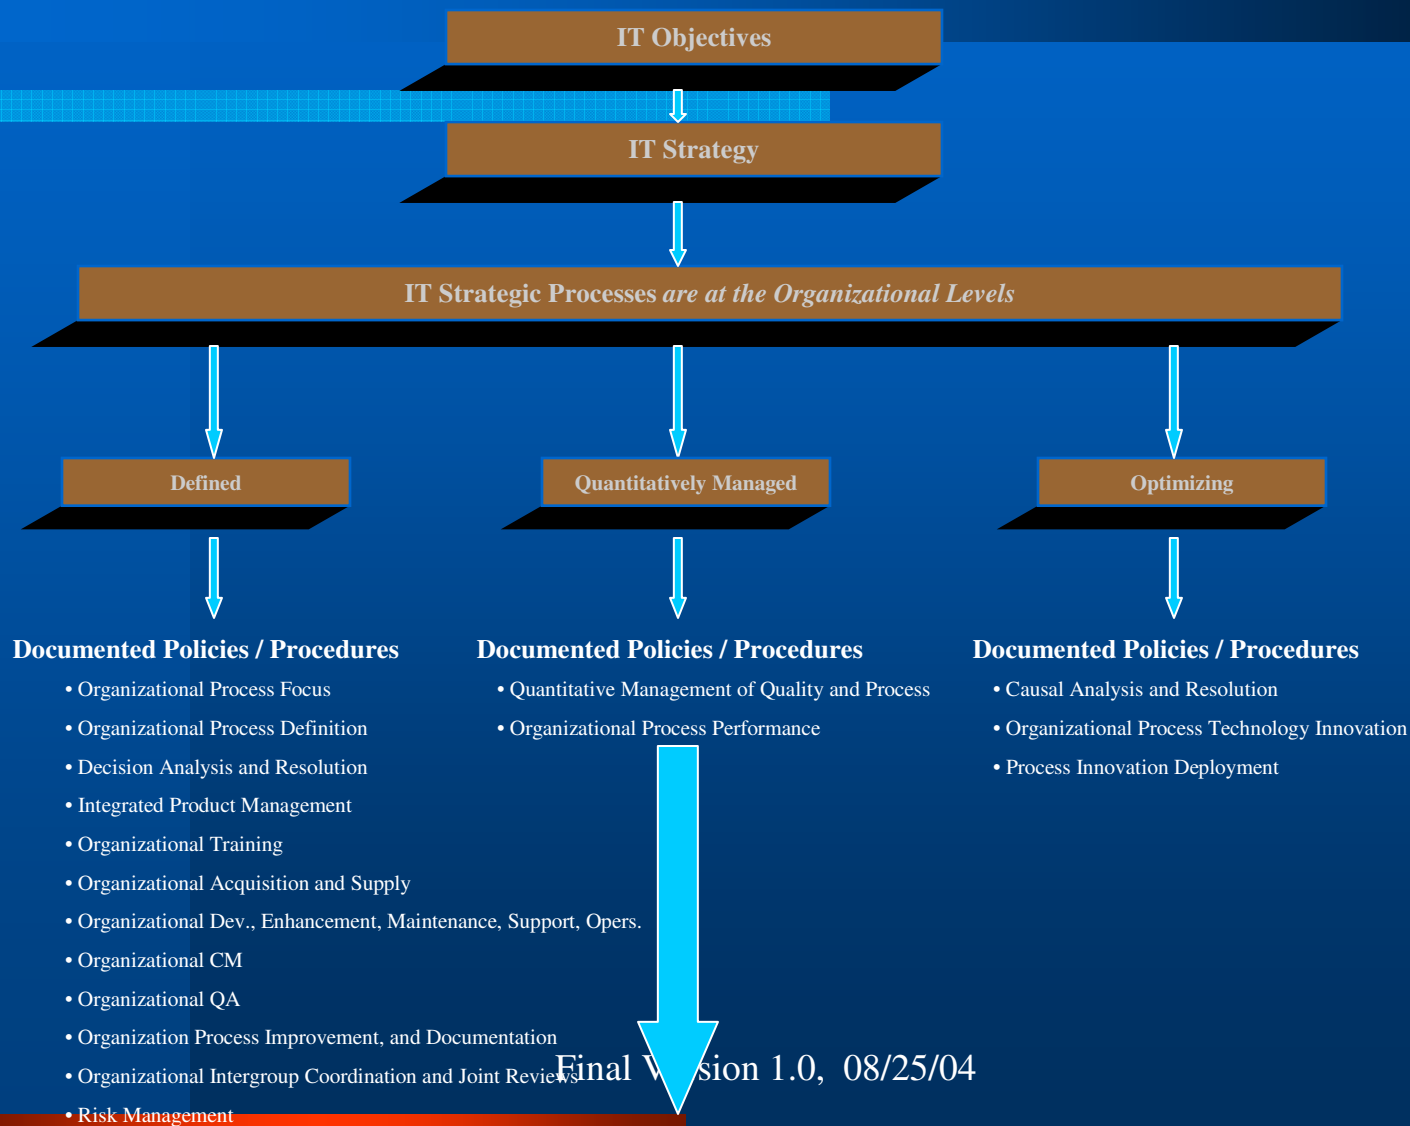 IT Objectives
IT Strategy
IT Strategic Processes are at the Organizational Levels
Defined
Quantitatively Managed
Optimizing
Documented Policies / Procedures
• Organizational Process Focus
• Organizational Process Definition
• Decision Analysis and Resolution
• Integrated Product Management
• Organizational Training
• Organizational Acquisition and Supply
• Organizational Dev., Enhancement, Maintenance, Support, Opers.
• Organizational CM
• Organizational QA
• Organization Process Improvement, and Documentation
• Organizational Intergroup Coordination and Joint Reviews
• Risk Management
Documented Policies / Procedures
• Quantitative Management of Quality and Process
• Organizational Process Performance
Documented Policies / Procedures
• Causal Analysis and Resolution
• Organizational Process Technology Innovation
• Process Innovation Deployment
Final Version 1.0, 08/25/04